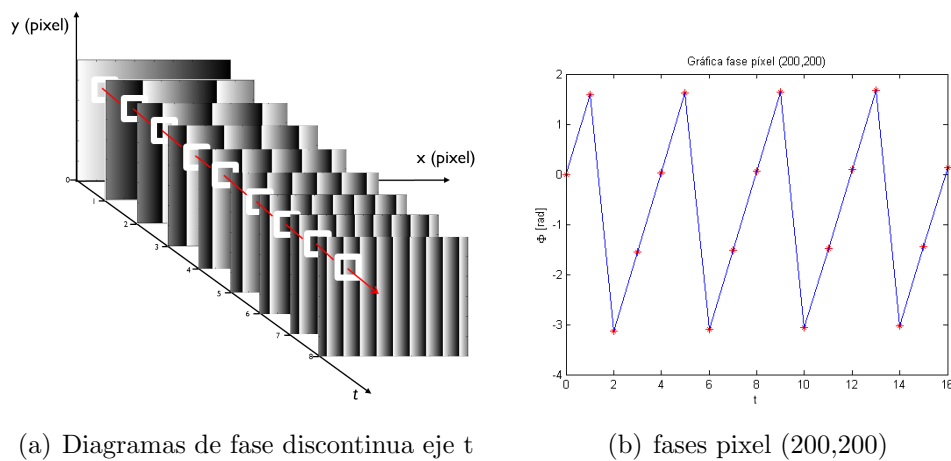 y (pixel)
x (pixel)
0
1
2
3
4
5
6
7
8
t
Gráfica fase píxel (200,200)
2
1
0
-1
-2
-3
-4
Φ [rad]
0 2 4 6 8 10 12 14 16
t
(a) Diagramas de fase discontinua eje t
(b) fases pixel (200,200)